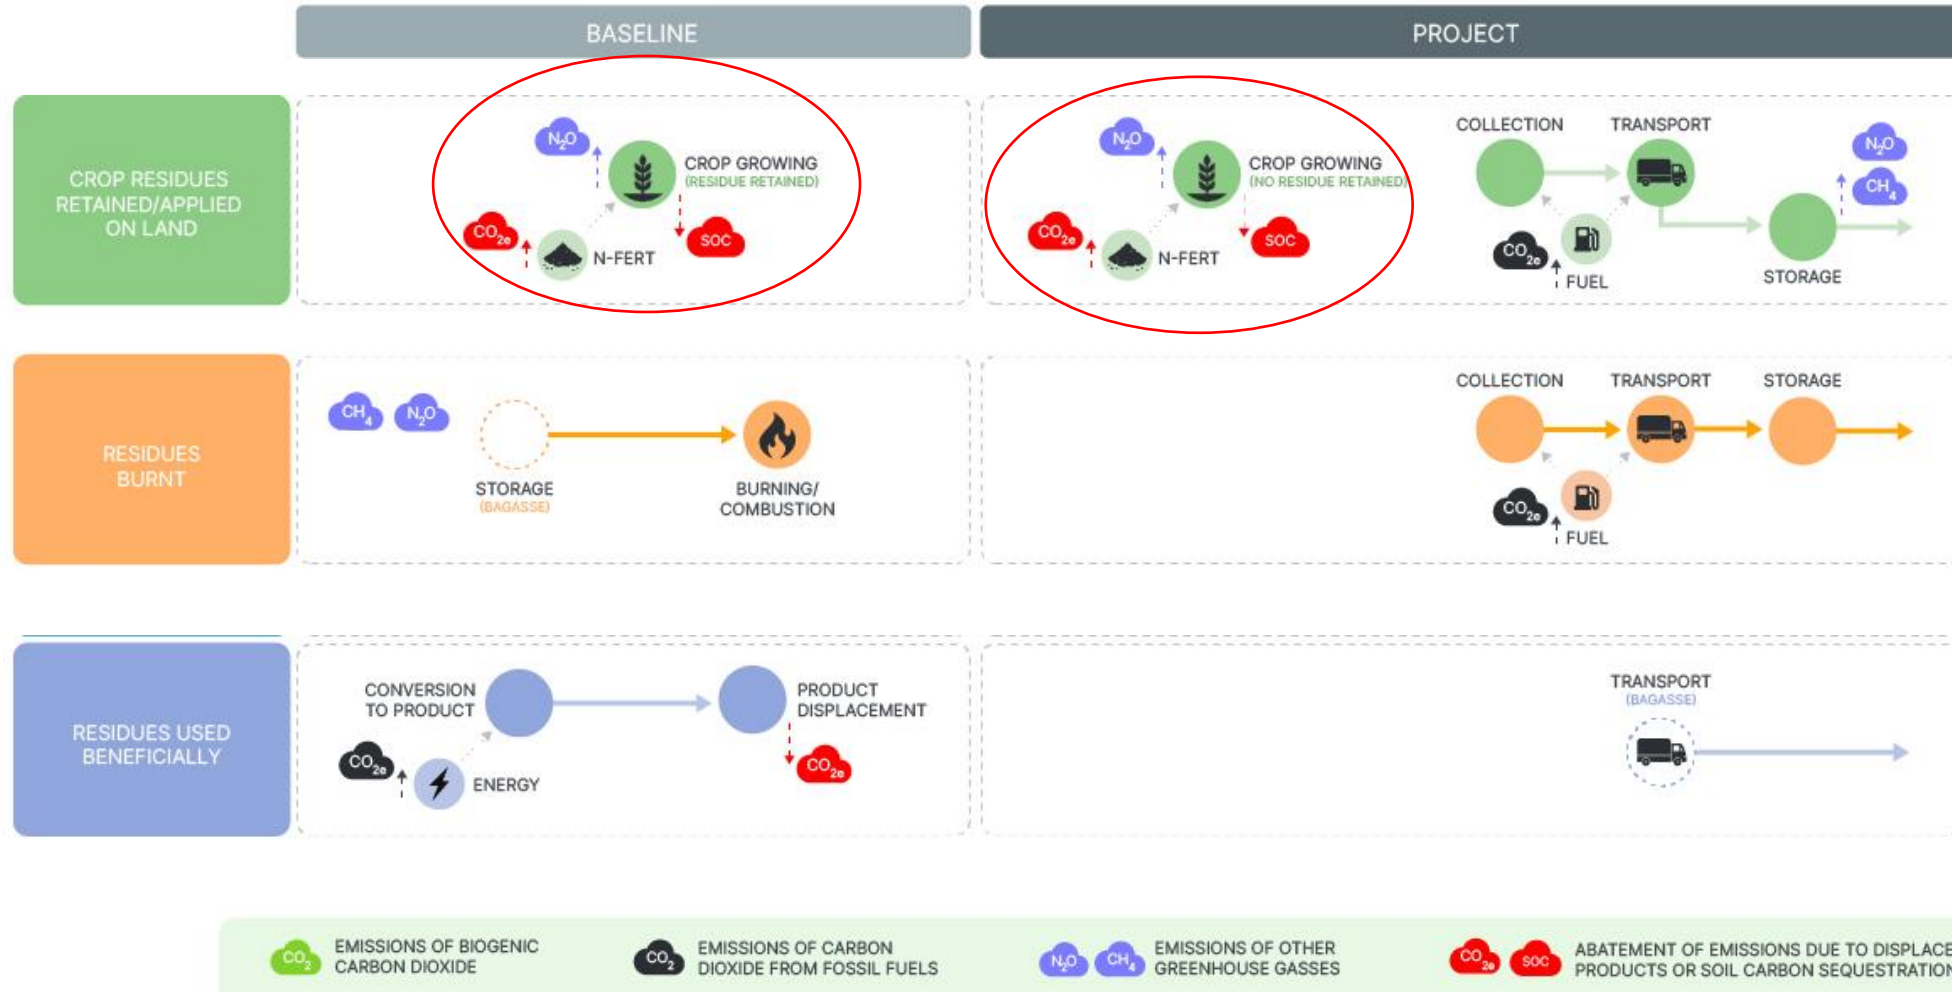 BASELINE
PROJECT
CROP RESIDUES
RETAINED/APPLIED
ON LAND
N₂O
CROP GROWING
(RESIDUE RETAINED)
CO₂e
SOC
N-FERT
N₂O
CROP GROWING
(NO RESIDUE RETAINED)
CO₂e
SOC
N-FERT
COLLECTION
TRANSPORT
N₂O
CH₄
CO₂e
FUEL
STORAGE
RESIDUES
BURNT
CH₄
N₂O
STORAGE
(BAGASSE)
BURNING/
COMBUSTION
COLLECTION
TRANSPORT
STORAGE
CO₂e
FUEL
RESIDUES USED
BENEFICIALLY
CONVERSION
TO PRODUCT
PRODUCT
DISPLACEMENT
CO₂e
ENERGY
CO₂e
TRANSPORT
(BAGASSE)
CO₂
EMISSIONS OF BIOGENIC
CARBON DIOXIDE
CO₂
EMISSIONS OF CARBON
DIOXIDE FROM FOSSIL FUELS
N₂O
CH₄
EMISSIONS OF OTHER
GREENHOUSE GASSES
CO₂e
SOC
ABATEMENT OF EMISSIONS DUE TO DISPLACE
PRODUCTS OR SOIL CARBON SEQUESTRATION